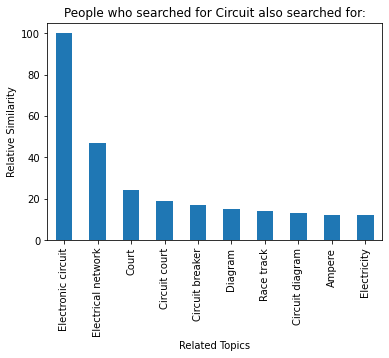 People who searched for Circuit also searched for:
Relative Similarity
100
80
60
40
20
0
Electronic circuit
Electrical network
Court
Circuit court
Circuit breaker
Diagram
Race track
Circuit diagram
Ampere
Electricity
Related Topics